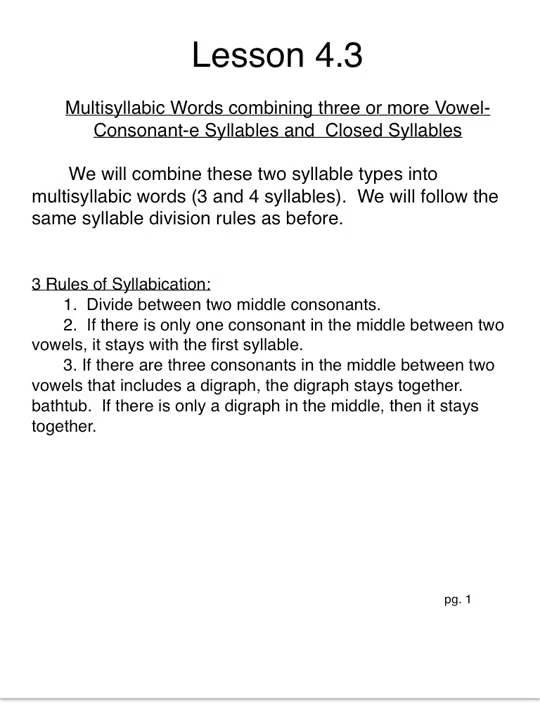 Lesson 4.3
Multisyllabic Words combining three or more Vowel-
Consonant-e Syllables and  Closed Syllables
We will combine these two syllable types into
multisyllabic words (3 and 4 syllables).  We will follow the
same syllable division rules as before.
3 Rules of Syllabication:
1.  Divide between two middle consonants.
2.  If there is only one consonant in the middle between two
vowels, it stays with the first syllable.
3. If there are three consonants in the middle between two
vowels that includes a digraph, the digraph stays together.
bathtub.  If there is only a digraph in the middle, then it stays
together.
pg. 1